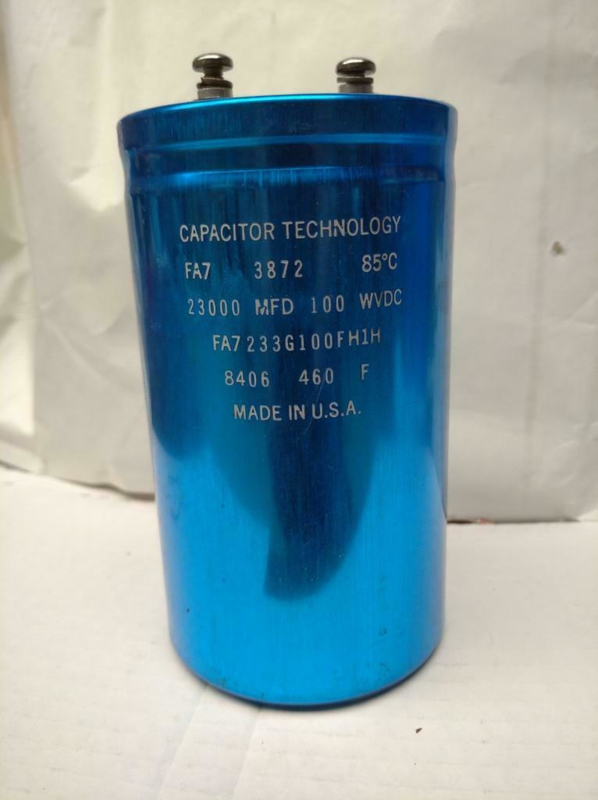 CAPACITOR TECHNOLOGY
FA7 3872 85°C
23000 MFD 100 WVDC
FA7233G100FH1H
8406 460 F
MADE IN U.S.A.